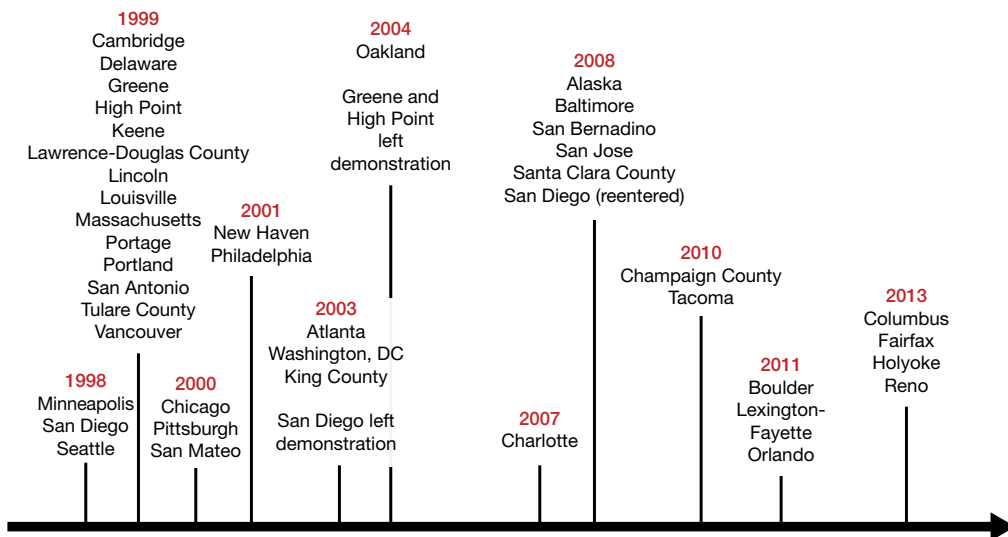 1999
Cambridge
Delaware
Greene
High Point
Keene
Lawrence-Douglas County
Lincoln
Louisville
Massachusetts
Portage
Portland
San Antonio
Tulare County
Vancouver
1998
Minneapolis
San Diego
Seattle
2000
Chicago
Pittsburgh
San Mateo
2001
New Haven
Philadelphia
2003
Atlanta
Washington, DC
King County
San Diego left
demonstration
2004
Oakland
Greene and
High Point
left
demonstration
2007
Charlotte
2008
Alaska
Baltimore
San Bernadino
San Jose
Santa Clara County
San Diego (reentered)
2010
Champaign County
Tacoma
2011
Boulder
Lexington-
Fayette
Orlando
2013
Columbus
Fairfax
Holyoke
Reno